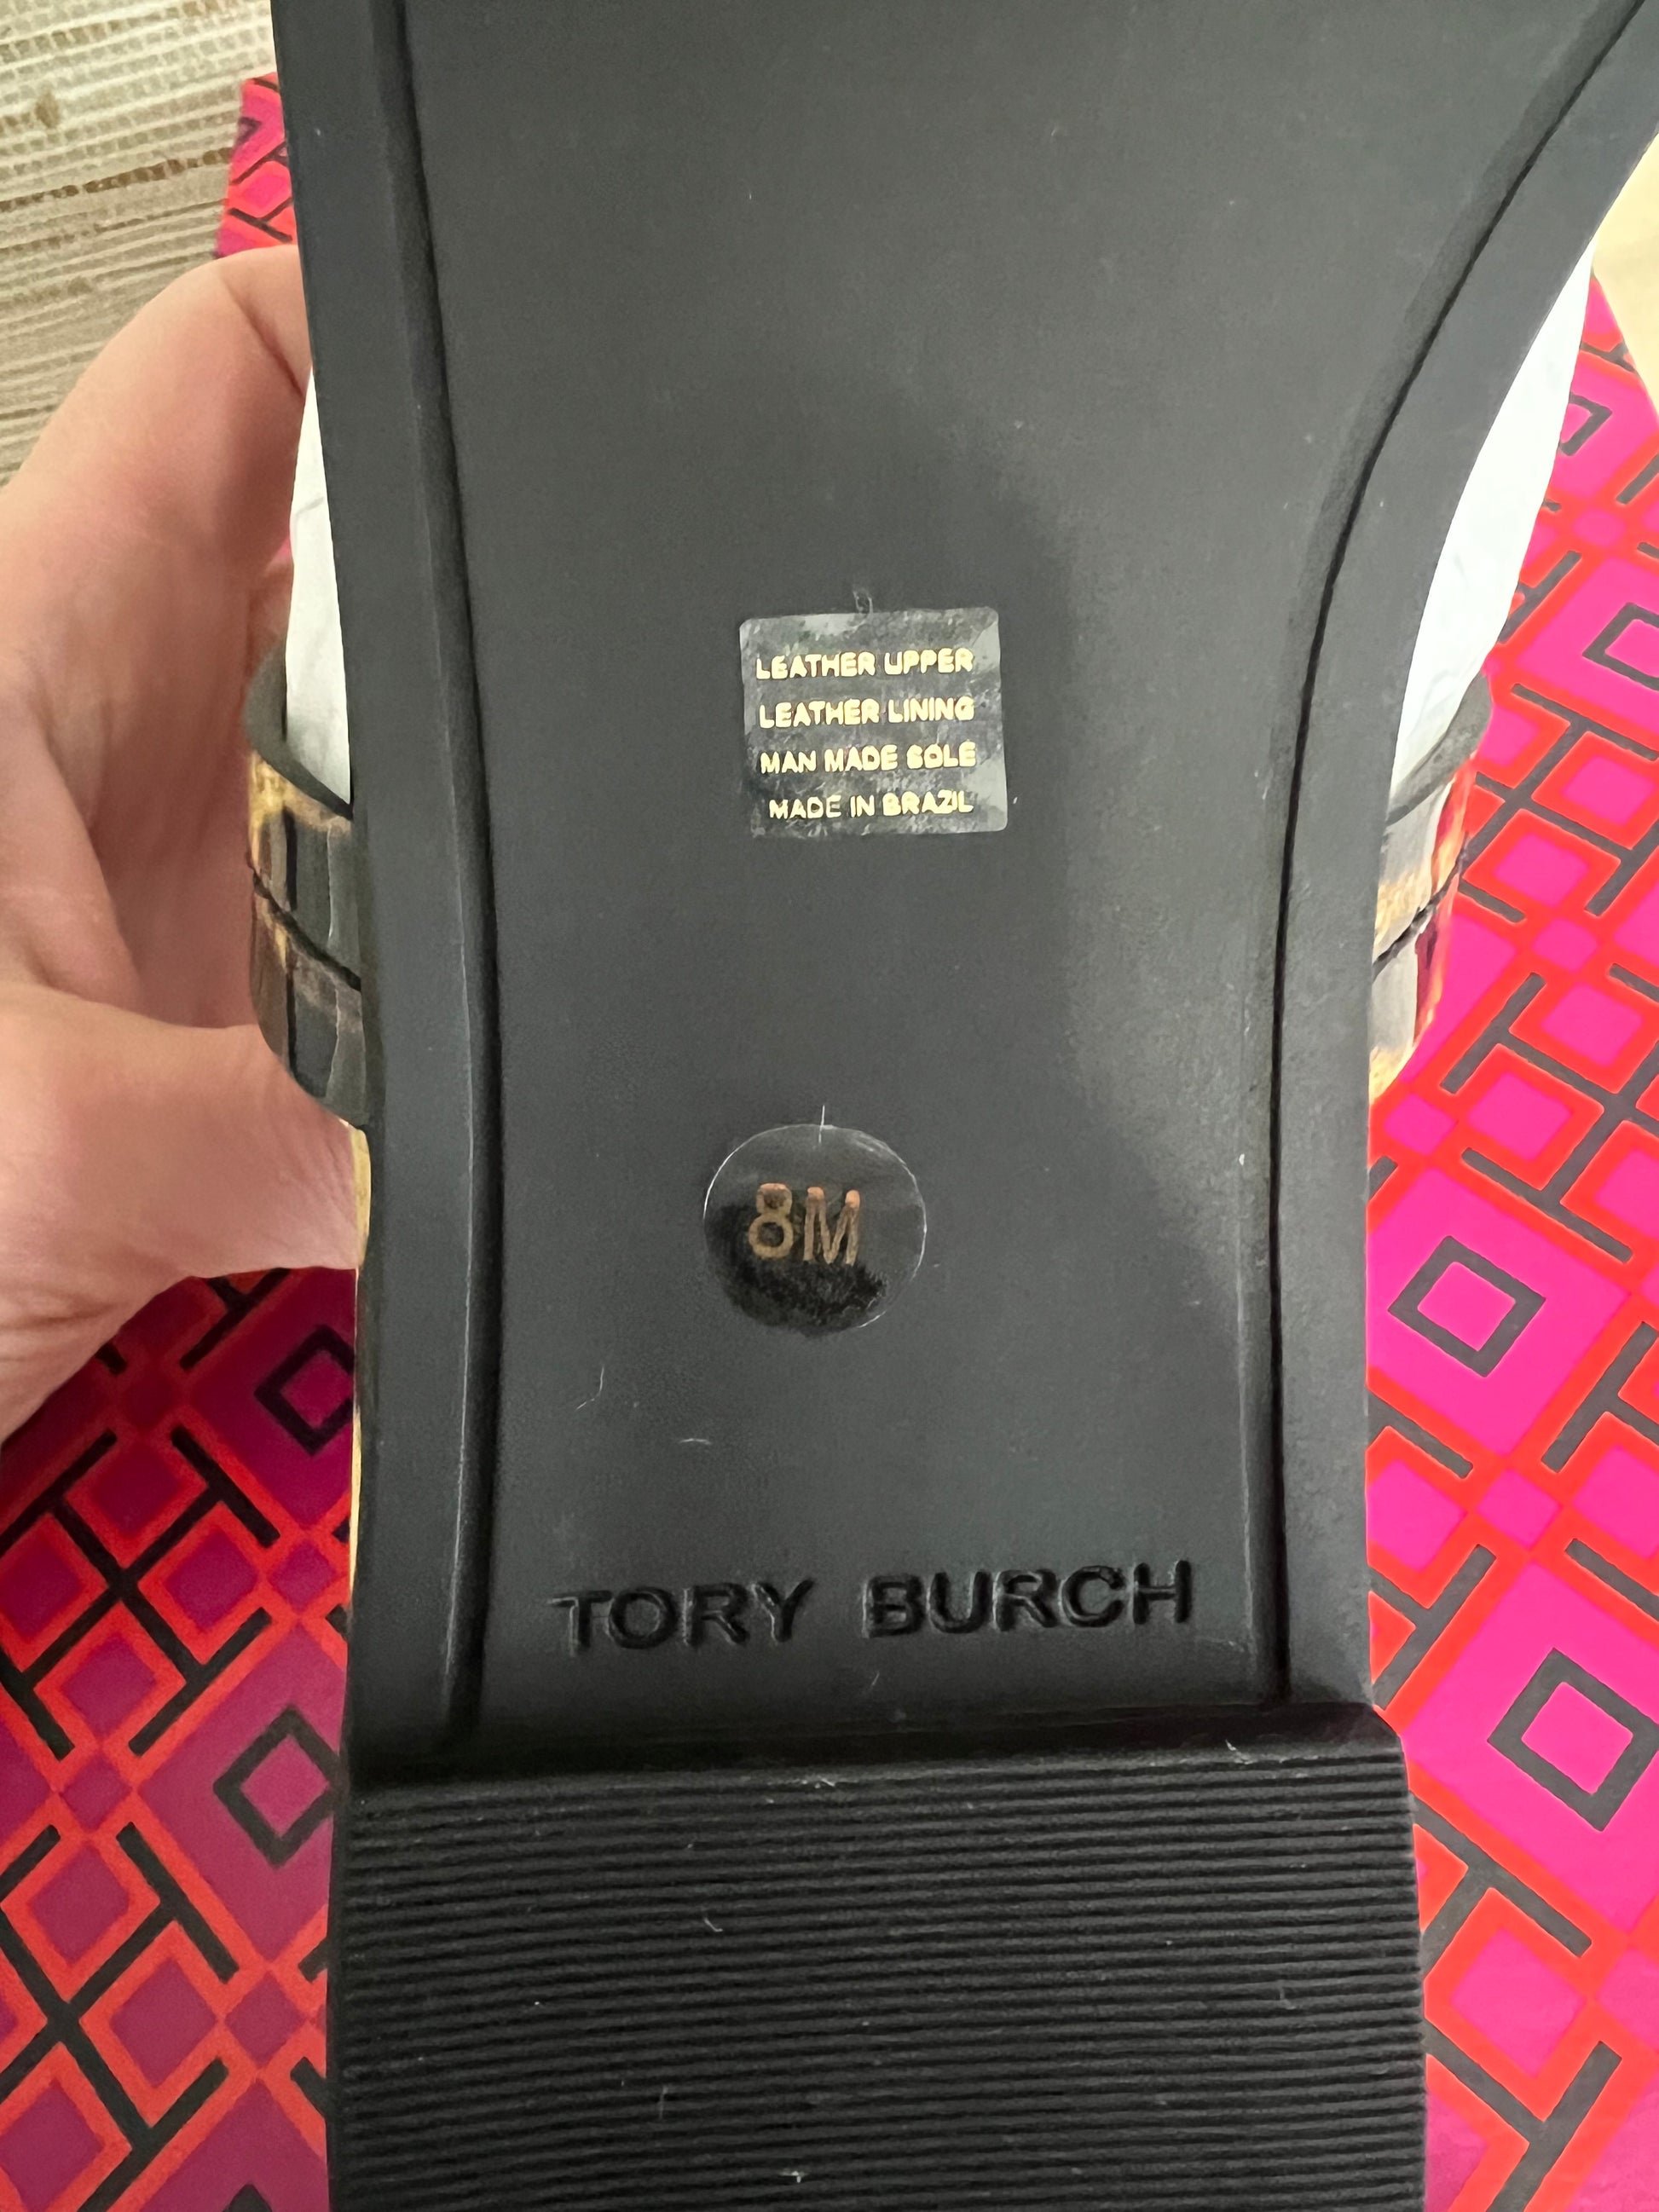 LEATHER UPPER
LEATHER LINING
MAN MADE SOLE
MADE IN BRAZIL
8M
TORY BURCH